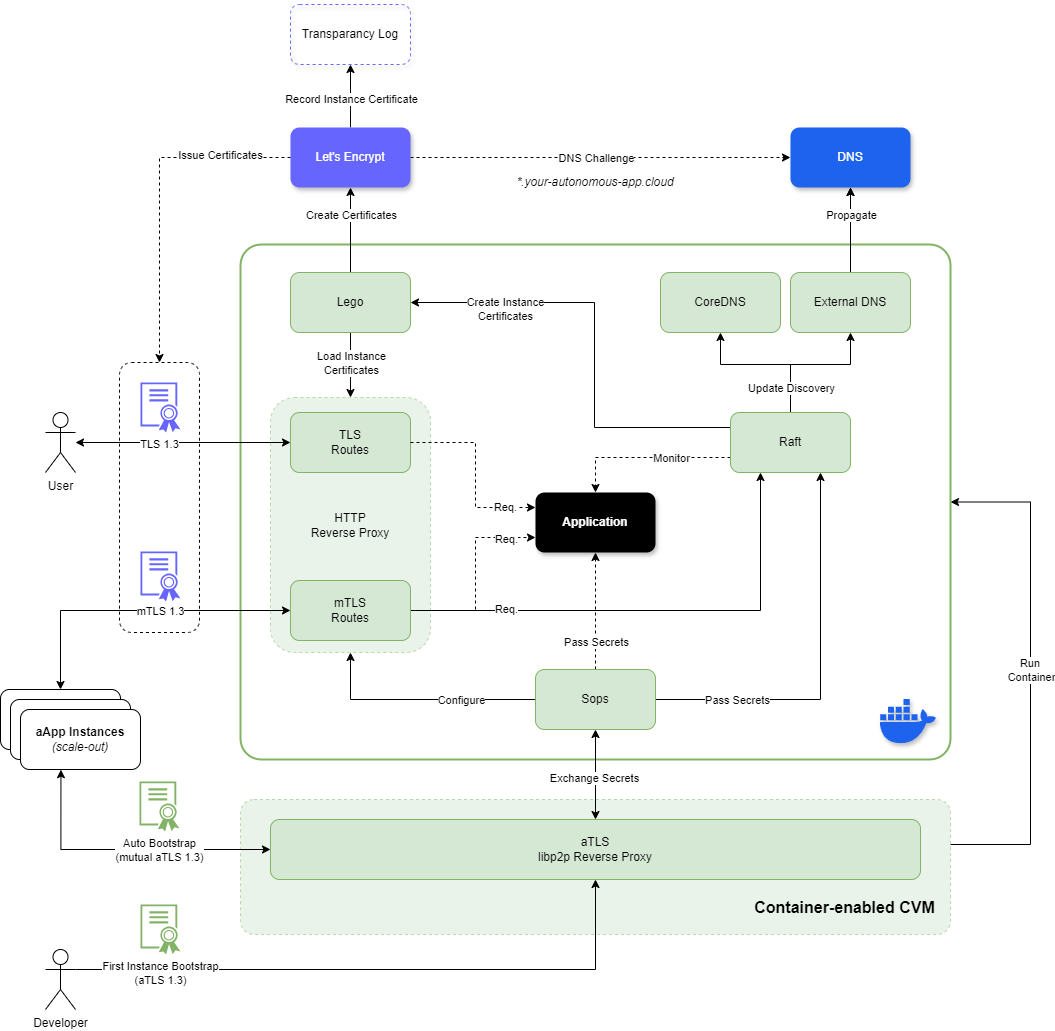 Transparancy Log
Record Instance Certificate
Let's Encrypt
Issue Certificates
DNS Challenge
*.your-autonomous-app.cloud
DNS
Create Certificates
Propagate
Lego
Create Instance
Certificates
CoreDNS
External DNS
Load Instance
Certificates
Update Discovery
TLS
Routes
Raft
User
TLS 1.3
Monitor
HTTP
Reverse Proxy
Req.
Application
Req.
mTLS
Routes
mTLS 1.3
Req.
Pass Secrets
Run
Container
Configure
Sops
Pass Secrets
aApp Instances
(scale-out)
Exchange Secrets
Auto Bootstrap
(mutual aTLS 1.3)
aTLS
libp2p Reverse Proxy
Container-enabled CVM
First Instance Bootstrap
(aTLS 1.3)
Developer